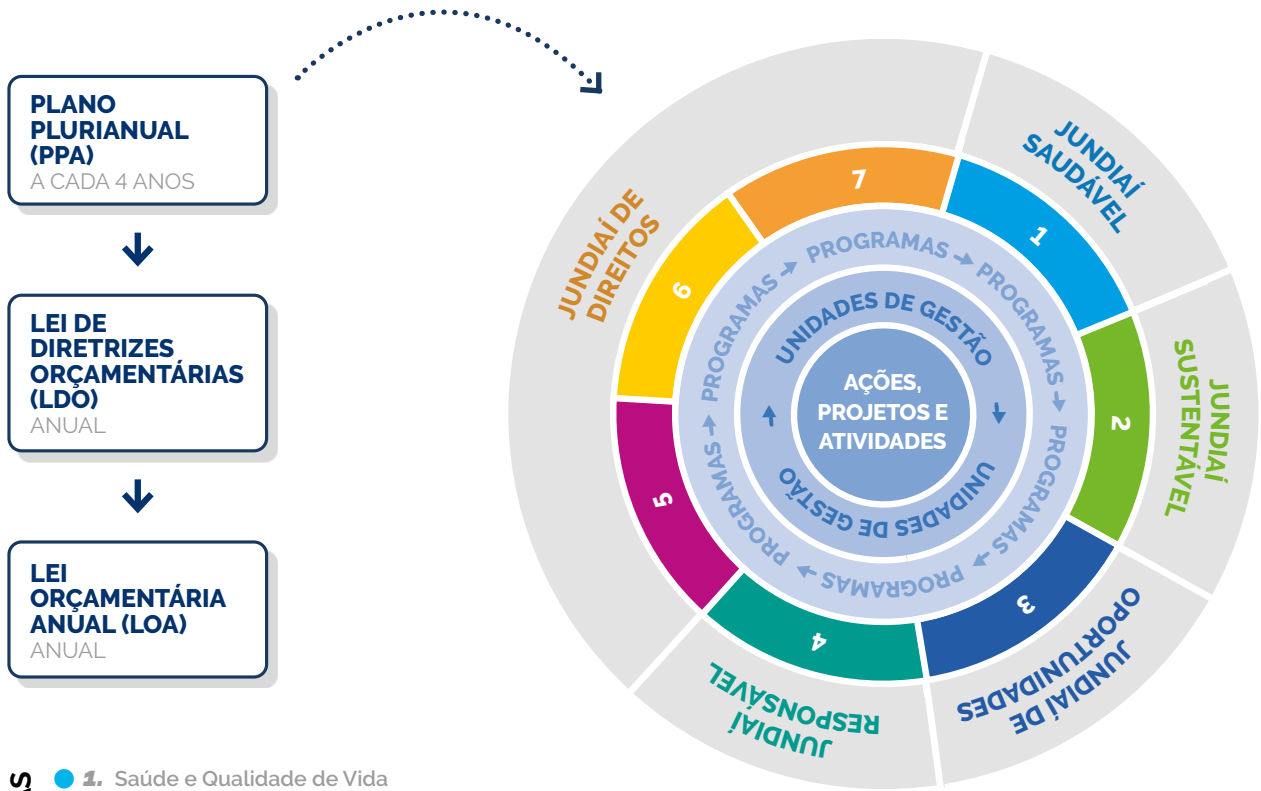 PLANO
PLURIANUAL
(PPA)
A CADA 4 ANOS
LEI DE
DIRETRIZES
ORÇAMENTÁRIAS
(LDO)
ANUAL
LEI
ORÇAMENTÁRIA
ANUAL (LOA)
ANUAL
JUNDIAÍ
SAUDÁVEL
JUNDIAÍ
SUSTENTÁVEL
JUNDIAÍ DE
OPORTUNIDADES
JUNDIAÍ
RESPONSÁVEL
JUNDIAÍ DE
DIREITOS
1
2
3
4
5
6
7
PROGRAMAS
PROGRAMAS
PROGRAMAS
PROGRAMAS
PROGRAMAS
PROGRAMAS
PROGRAMAS
UNIDADES DE GESTÃO
UNIDADES DE GESTÃO
AÇÕES,
PROJETOS E
ATIVIDADES
1. Saúde e Qualidade de Vida